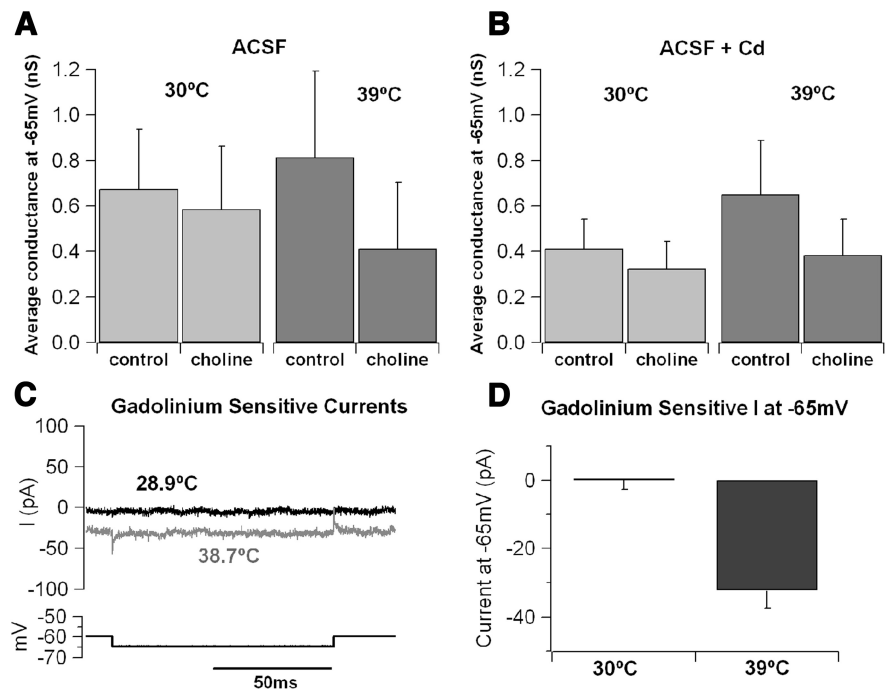 A
ACSF
Average conductance at -65mV (nS)
1.2
1.0
0.8
0.6
0.4
0.2
0.0
30ºC
39ºC
control
choline
control
choline
B
ACSF + Cd
Average conductance at -65mV (nS)
1.2
1.0
0.8
0.6
0.4
0.2
0.0
30ºC
39ºC
control
choline
control
choline
C
Gadolinium Sensitive Currents
I (pA)
100
50
0
-50
-100
28.9ºC
38.7ºC
mV
-50
-60
-70
50ms
D
Gadolinium Sensitive I at -65mV
Current at -65mV (pA)
0
-20
-40
30ºC
39ºC